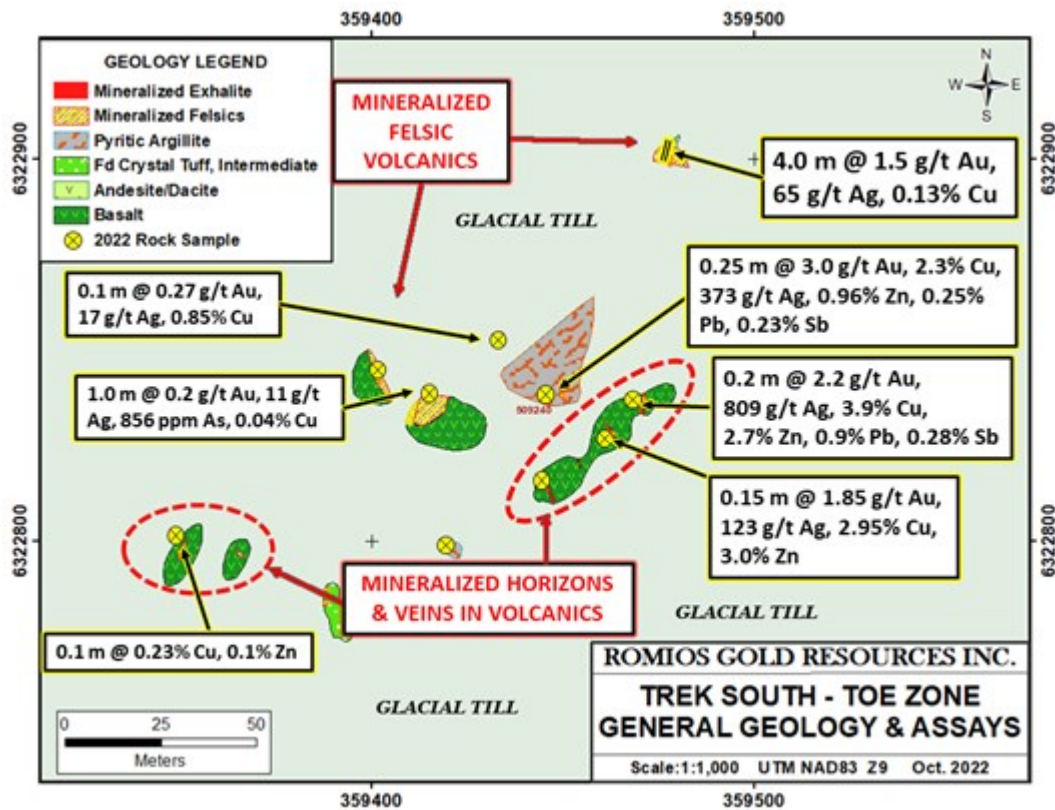 359400
359500
GEOLOGY LEGEND
Mineralized Exhalite
Mineralized Felsics
Pyritic Argillite
Fd Crystal Tuff, Intermediate
Andesite/Dacite
Basalt
2022 Rock Sample
MINERALIZED
FELSIC
VOLCANICS
N
W
E
S
6322900
6322900
4.0 m @ 1.5 g/t Au,
65 g/t Ag, 0.13% Cu
GLACIAL TILL
0.1 m @ 0.27 g/t Au,
17 g/t Ag, 0.85% Cu
0.25 m @ 3.0 g/t Au, 2.3% Cu,
373 g/t Ag, 0.96% Zn, 0.25%
Pb, 0.23% Sb
1.0 m @ 0.2 g/t Au, 11 g/t
Ag, 856 ppm As, 0.04% Cu
509240
0.2 m @ 2.2 g/t Au,
809 g/t Ag, 3.9% Cu,
2.7% Zn, 0.9% Pb, 0.28% Sb
0.15 m @ 1.85 g/t Au,
123 g/t Ag, 2.95% Cu,
3.0% Zn
6322800
6322800
MINERALIZED HORIZONS
& VEINS IN VOLCANICS
GLACIAL TILL
0.1 m @ 0.23% Cu, 0.1% Zn
GLACIAL TILL
0 25 50
Meters
ROMIOS GOLD RESOURCES INC.
TREK SOUTH - TOE ZONE
GENERAL GEOLOGY & ASSAYS
Scale:1:1,000 UTM NAD83 Z9 Oct. 2022
359400
359500